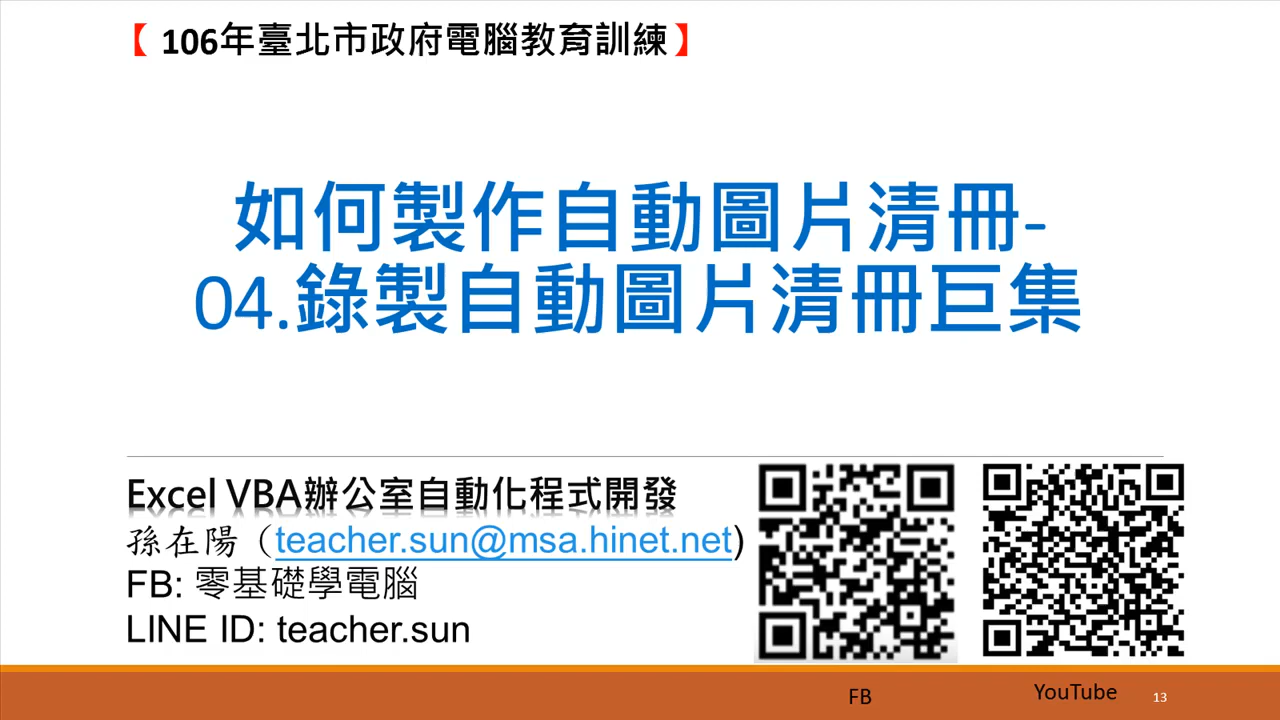 【 106年臺北市政府電腦教育訓練】
如何製作自動圖片清冊-
04.錄製自動圖片清冊巨集
Excel VBA辦公室自動化程式開發
孫在陽（teacher.sun@msa.hinet.net)
FB: 零基礎學電腦
LINE ID: teacher.sun
FB
YouTube
13